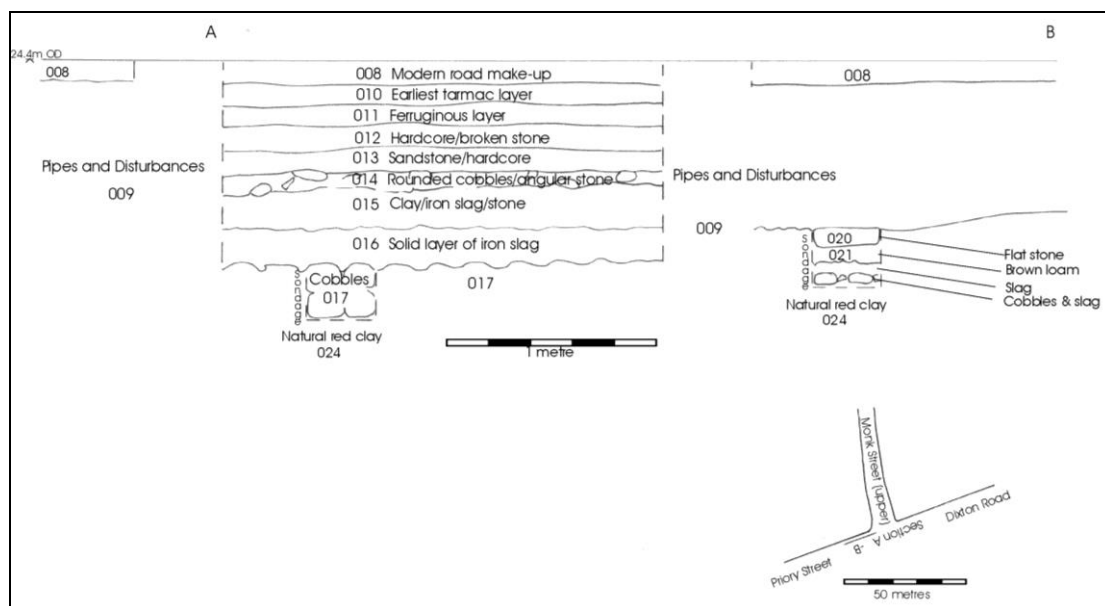 A
B
24.4m OD
008
008 Modern road make-up
008
010 Earliest tarmac layer
011 Ferruginous layer
012 Hardcore/broken stone
013 Sandstone/hardcore
Pipes and Disturbances
009
014 Rounded cobbles/angular stone
Pipes and Disturbances
015 Clay/iron slag/stone
009
016 Solid layer of iron slag
sondage
Cobbles
017
017
Natural red clay
024
1 metre
sondage
020
021
Flat stone
Brown loam
Slag
Cobbles & slag
Natural red clay
024
Monk Street (upper)
Dixton Road
Section A -B
Priory Street
50 metres